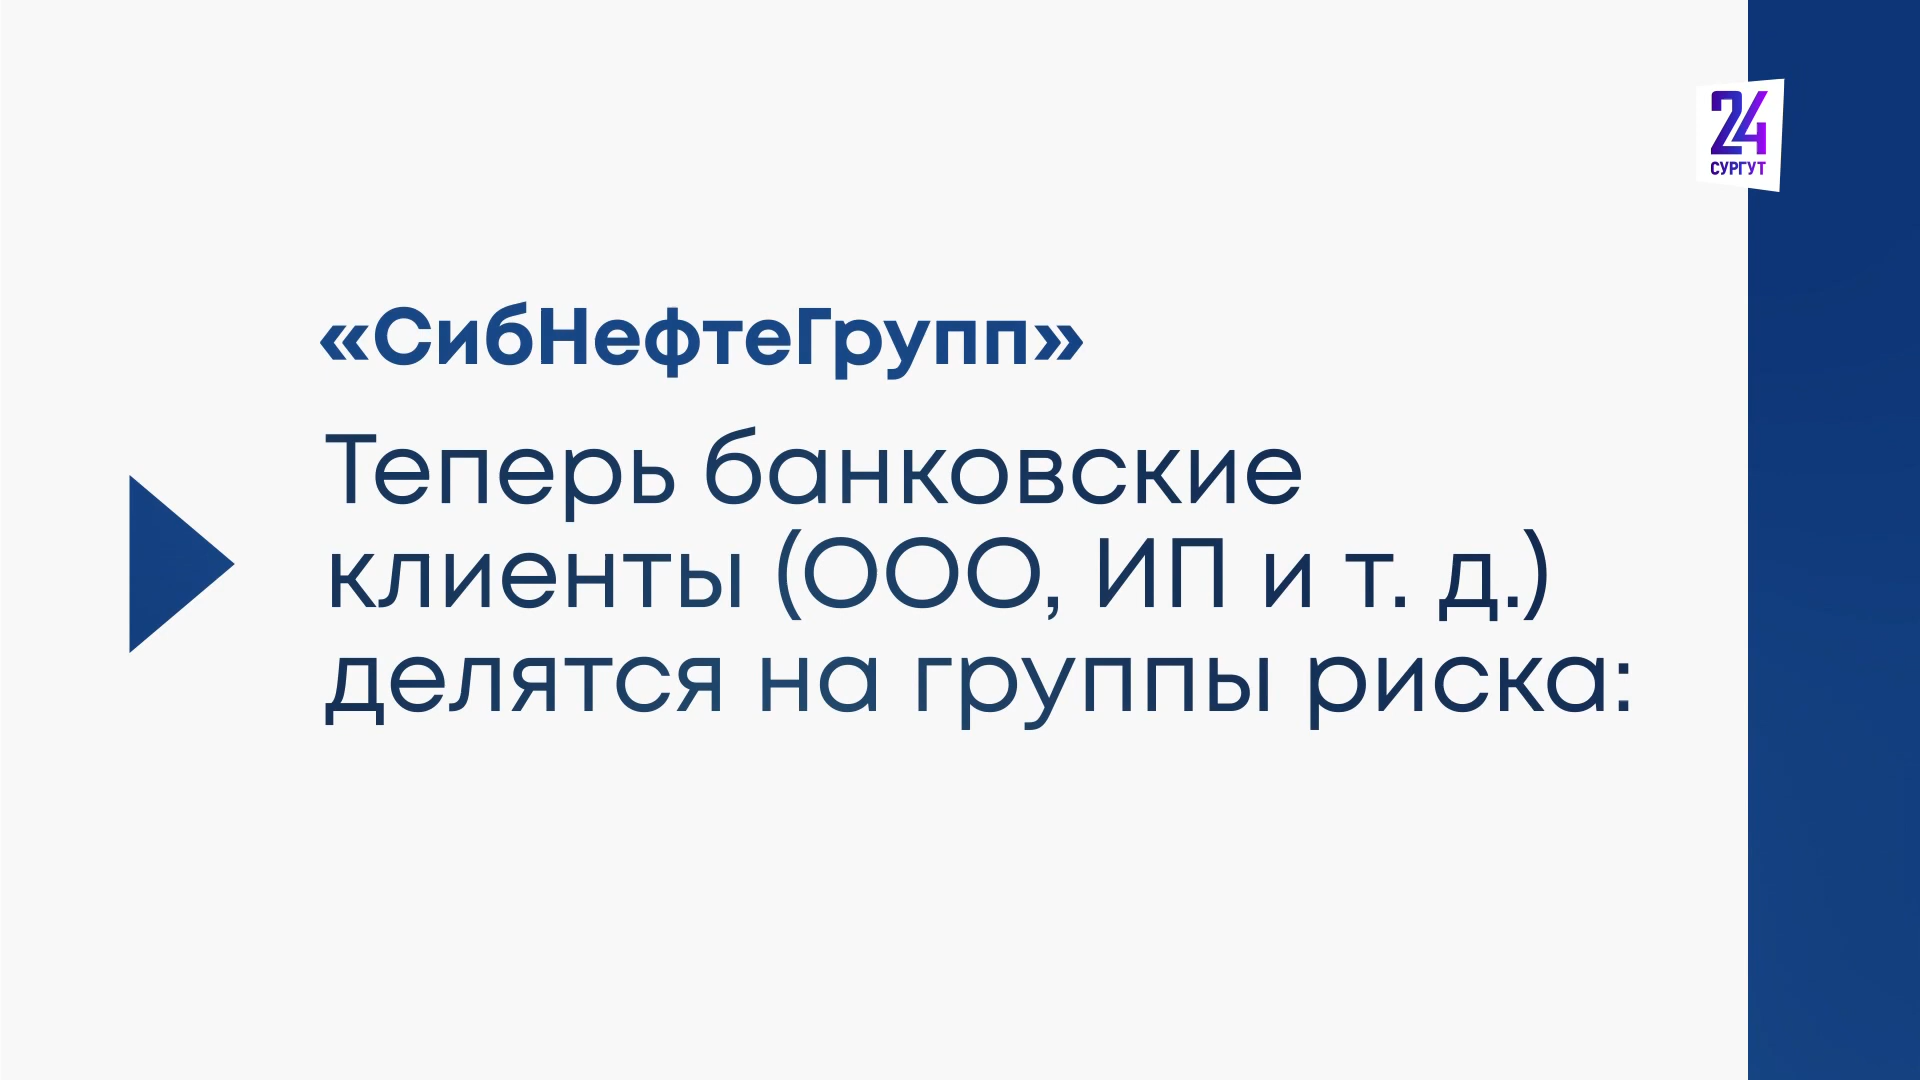 24
СУРГУТ
«СибНефтеГрупп»
Теперь банковские
клиенты (ООО, ИП и т. д.)
делятся на группы риска: